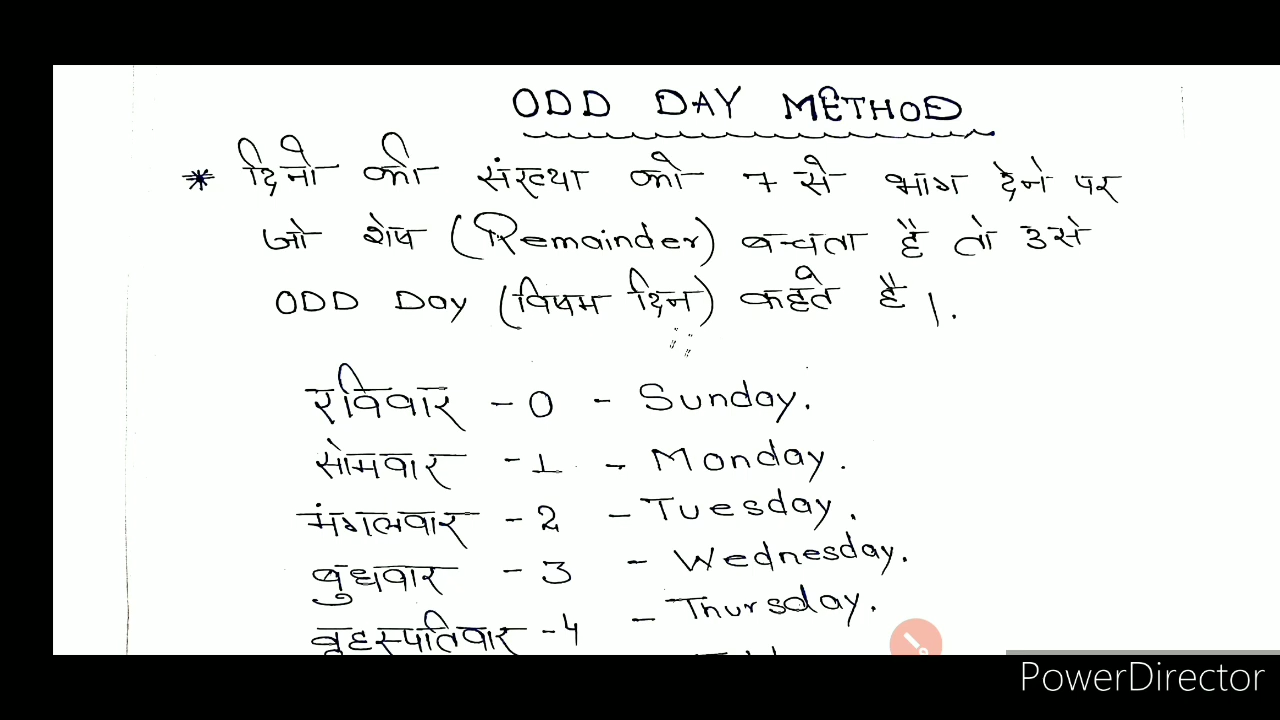 ODD DAY METHOD
* दिनो की संख्या को 7 से भाग देने पर
जो शेष (Remainder) बचता है तो उसे
ODD Day (विषम दिन) कहते है।.
रविवार - 0 - Sunday.
सोमवार - 1 - Monday.
मंगलवार - 2 - Tuesday.
बुधवार - 3 - Wednesday.
बृहस्पतिवार - 4 - Thursday.
PowerDirector